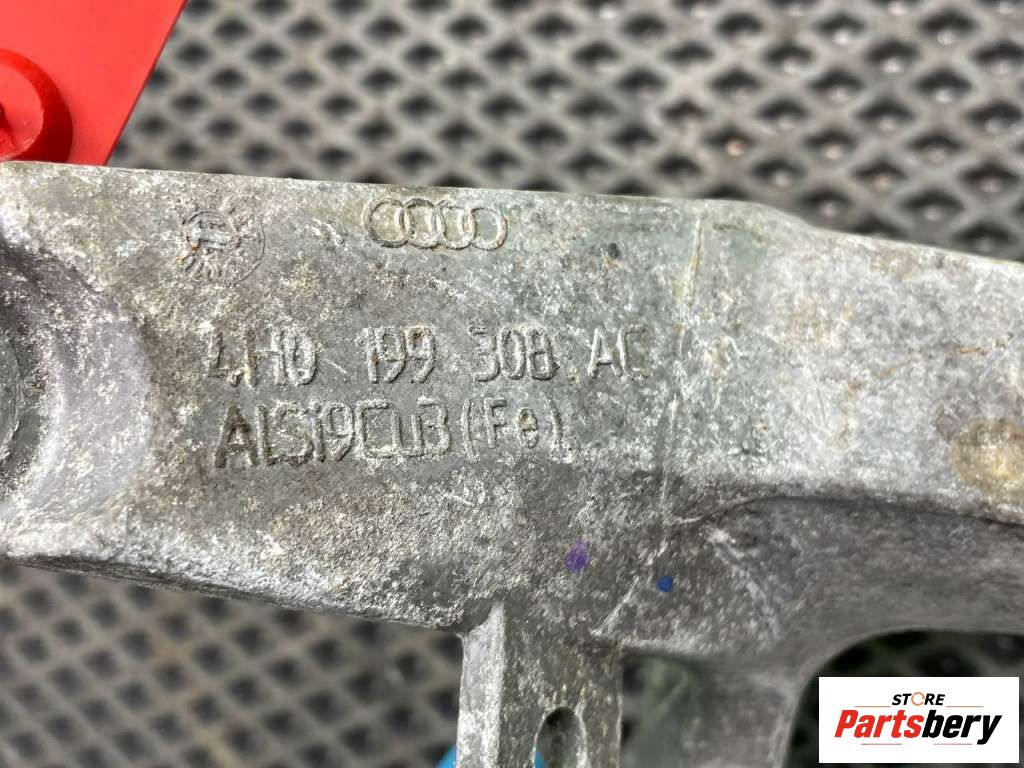 4H0 199 308 AC
AlSi9Cu3(Fe)
STORE
Partsbery